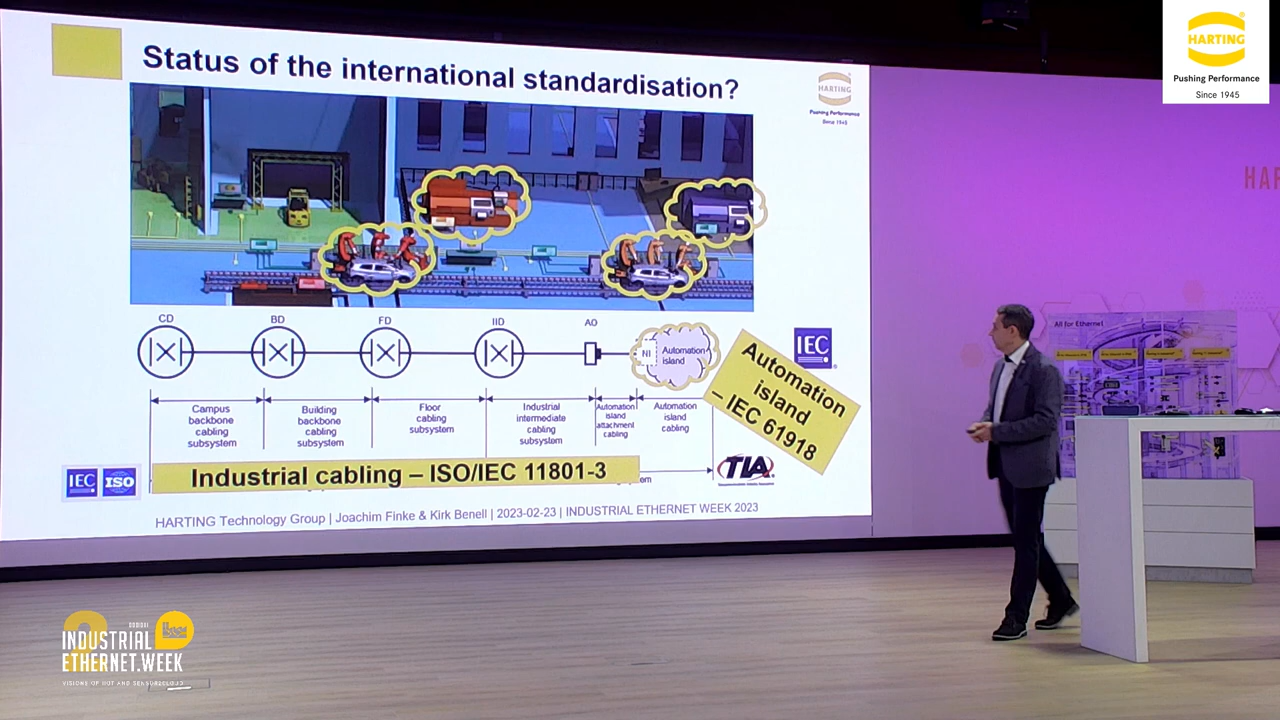 Status of the international standardisation?
HARTING
Pushing Performance
Since 1945
HARTING
Pushing Performance
Since 1945
HAR
All for Ethernet
CD
BD
FD
IID
AO
NI
Automation
island
IEC
Automation
island
– IEC 61918
Campus
backbone
cabling
subsystem
Building
backbone
cabling
subsystem
Floor
cabling
subsystem
Industrial
intermediate
cabling
subsystem
Automation
island
attachment
cabling
Automation
island
cabling
IEC ISO
Industrial cabling – ISO/IEC 11801-3
em
TIA
HARTING Technology Group | Joachim Finke & Kirk Benell | 2023-02-23 | INDUSTRIAL ETHERNET WEEK 2023
INDUSTRIAL
ETHERNET.WEEK